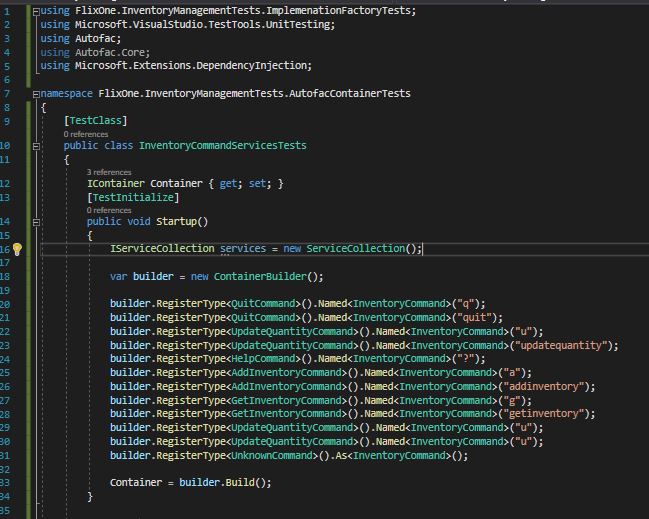 1 using FlixOne.InventoryManagementTests.ImplemenationFactoryTests;
2 using Microsoft.VisualStudio.TestTools.UnitTesting;
3 using Autofac;
4 using Autofac.Core;
5 using Microsoft.Extensions.DependencyInjection;
6
7 namespace FlixOne.InventoryManagementTests.AutofacContainerTests
8 {
9 [TestClass]
0 references
10 public class InventoryCommandServicesTests
11 {
3 references
12 IContainer Container { get; set; }
13 [TestInitialize]
0 references
14 public void Startup()
15 {
16 IServiceCollection services = new ServiceCollection();
17
18 var builder = new ContainerBuilder();
19
20 builder.RegisterType<QuitCommand>().Named<InventoryCommand>("q");
21 builder.RegisterType<QuitCommand>().Named<InventoryCommand>("quit");
22 builder.RegisterType<UpdateQuantityCommand>().Named<InventoryCommand>("u");
23 builder.RegisterType<UpdateQuantityCommand>().Named<InventoryCommand>("updatequantity");
24 builder.RegisterType<HelpCommand>().Named<InventoryCommand>("?");
25 builder.RegisterType<AddInventoryCommand>().Named<InventoryCommand>("a");
26 builder.RegisterType<AddInventoryCommand>().Named<InventoryCommand>("addinventory");
27 builder.RegisterType<GetInventoryCommand>().Named<InventoryCommand>("g");
28 builder.RegisterType<GetInventoryCommand>().Named<InventoryCommand>("getinventory");
29 builder.RegisterType<UpdateQuantityCommand>().Named<InventoryCommand>("u");
30 builder.RegisterType<UpdateQuantityCommand>().Named<InventoryCommand>("u");
31 builder.RegisterType<UnknownCommand>().As<InventoryCommand>();
32
33 Container = builder.Build();
34 }
35